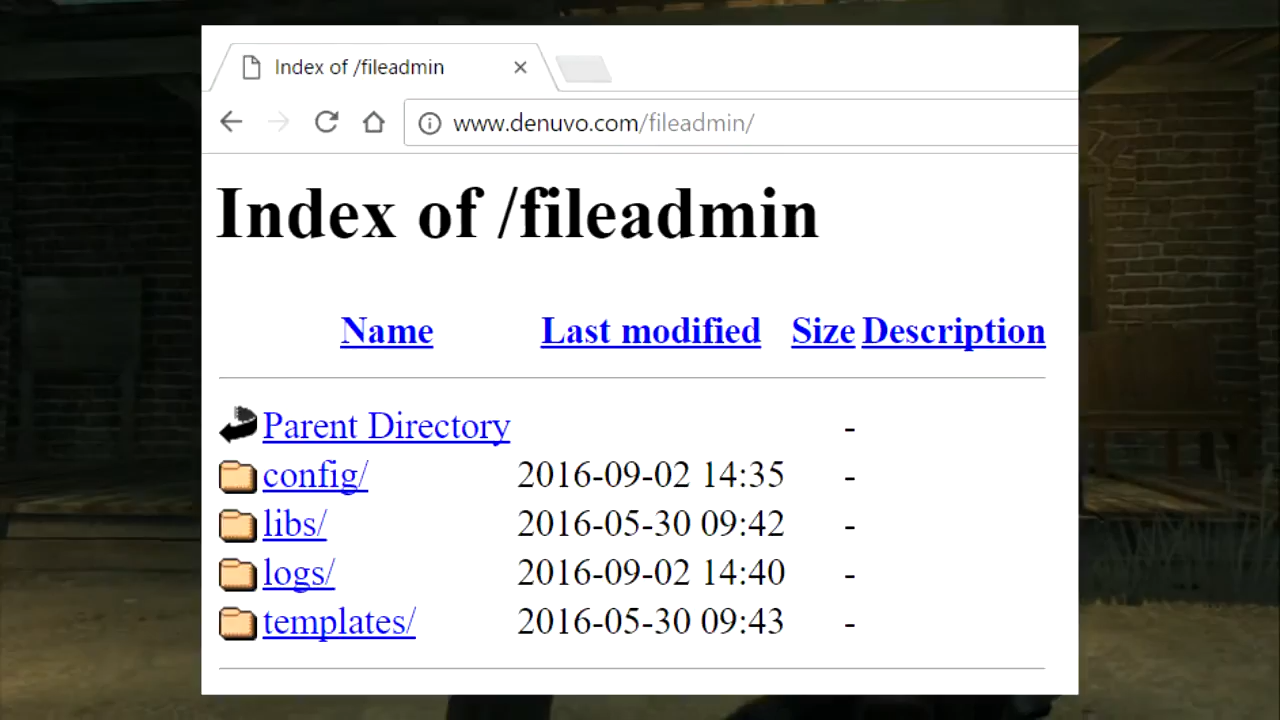 Index of /fileadmin
www.denuvo.com/fileadmin/
Index of /fileadmin
Name Last modified Size Description
Parent Directory -
config/ 2016-09-02 14:35 -
libs/ 2016-05-30 09:42 -
logs/ 2016-09-02 14:40 -
templates/ 2016-05-30 09:43 -